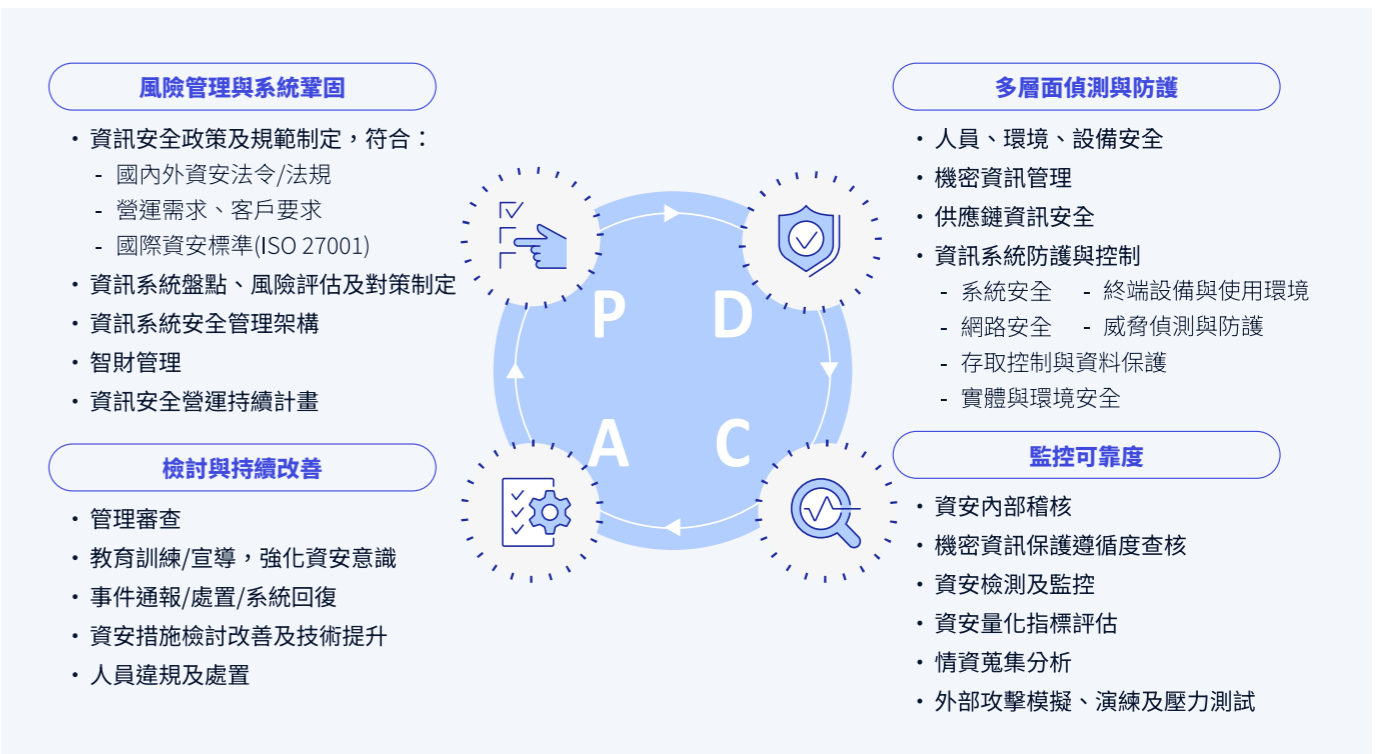 風險管理與系統鞏固
・資訊安全政策及規範制定，符合：
- 國內外資安法令/法規
- 營運需求、客戶要求
- 國際資安標準(ISO 27001)
・資訊系統盤點、風險評估及對策制定
・資訊系統安全管理架構
・智財管理
・資訊安全營運持續計畫
多層面偵測與防護
・人員、環境、設備安全
・機密資訊管理
・供應鏈資訊安全
・資訊系統防護與控制
- 系統安全 - 終端設備與使用環境
- 網路安全 - 威脅偵測與防護
- 存取控制與資料保護
- 實體與環境安全
P D
A C
檢討與持續改善
・管理審查
・教育訓練/宣導，強化資安意識
・事件通報/處置/系統回復
・資安措施檢討改善及技術提升
・人員違規及處置
監控可靠度
・資安內部稽核
・機密資訊保護遵循度查核
・資安檢測及監控
・資安量化指標評估
・情資蒐集分析
・外部攻擊模擬、演練及壓力測試